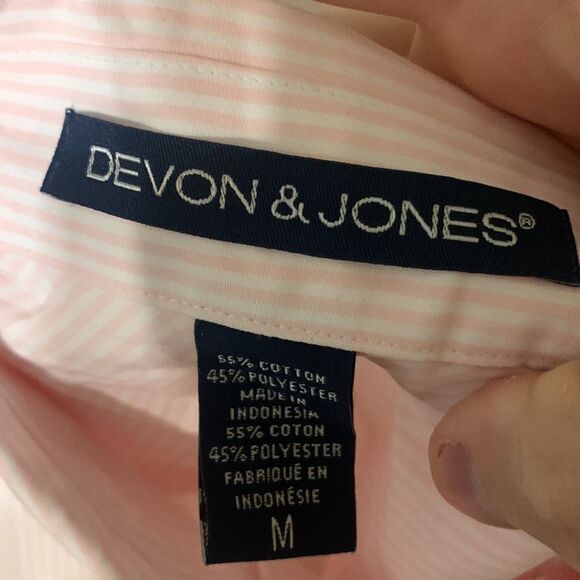 DEVON & JONES®
55% COTTON
45% POLYESTER
MADE IN
INDONESIA
55% COTON
45% POLYESTER
FABRIQUÉ EN
INDONÉSIE
M